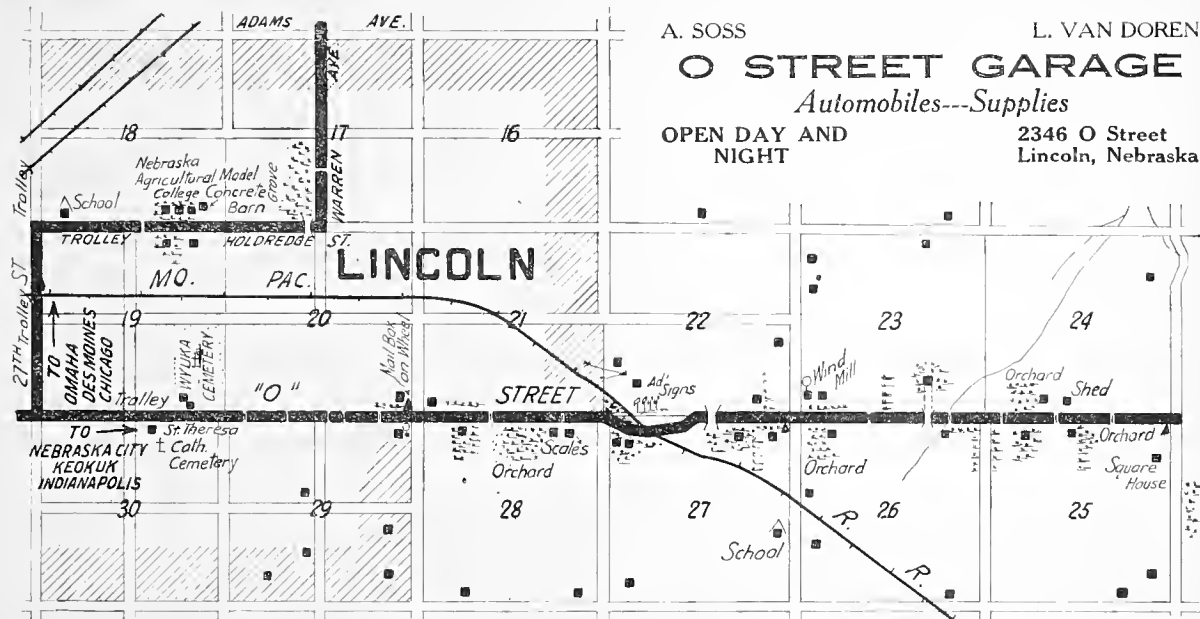 ADAMS AVE.
A. SOSS L. VAN DOREN
O STREET GARAGE
Automobiles---Supplies
OPEN DAY AND
NIGHT
2346 O Street
Lincoln, Nebraska
WARREN AVE
18
17
16
Nebraska
Agricultural Model
College Concrete
Barn
Grove
School
27TH Trolley ST Trolley
TROLLEY HOLDREDGE ST.
MO. PAC.
LINCOLN
19
20
21
22
23
24
TO
OMAHA
DES MOINES
CHICAGO
WYUKA
CEMETERY
Mail Box
on Wheel
Ad'
Signs
Wind
Mill
Orchard
Shed
Trolley "O" STREET
TO
NEBRASKA CITY
KEOKUK
INDIANAPOLIS
St. Theresa
Cath.
Cemetery
Scales
Orchard
Orchard
Orchard
Square
House
30
29
28
27
26
25
School
R. R.